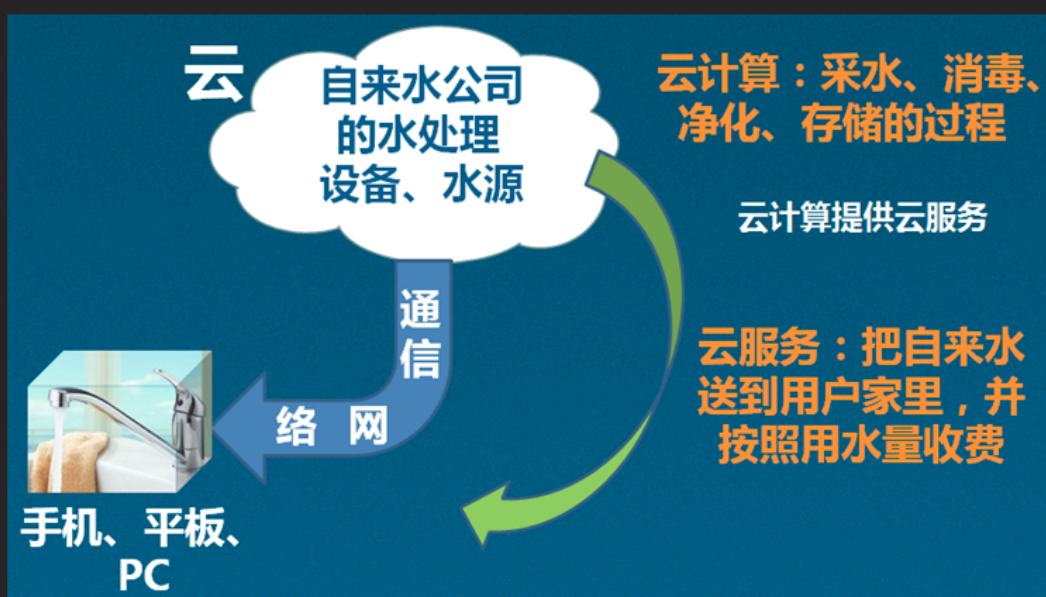 云
自来水公司
的水处理
设备、水源
云计算：采水、消毒、
净化、存储的过程
云计算提供云服务
通
信
络 网
云服务：把自来水
送到用户家里，并
按照用水量收费
手机、平板、
PC